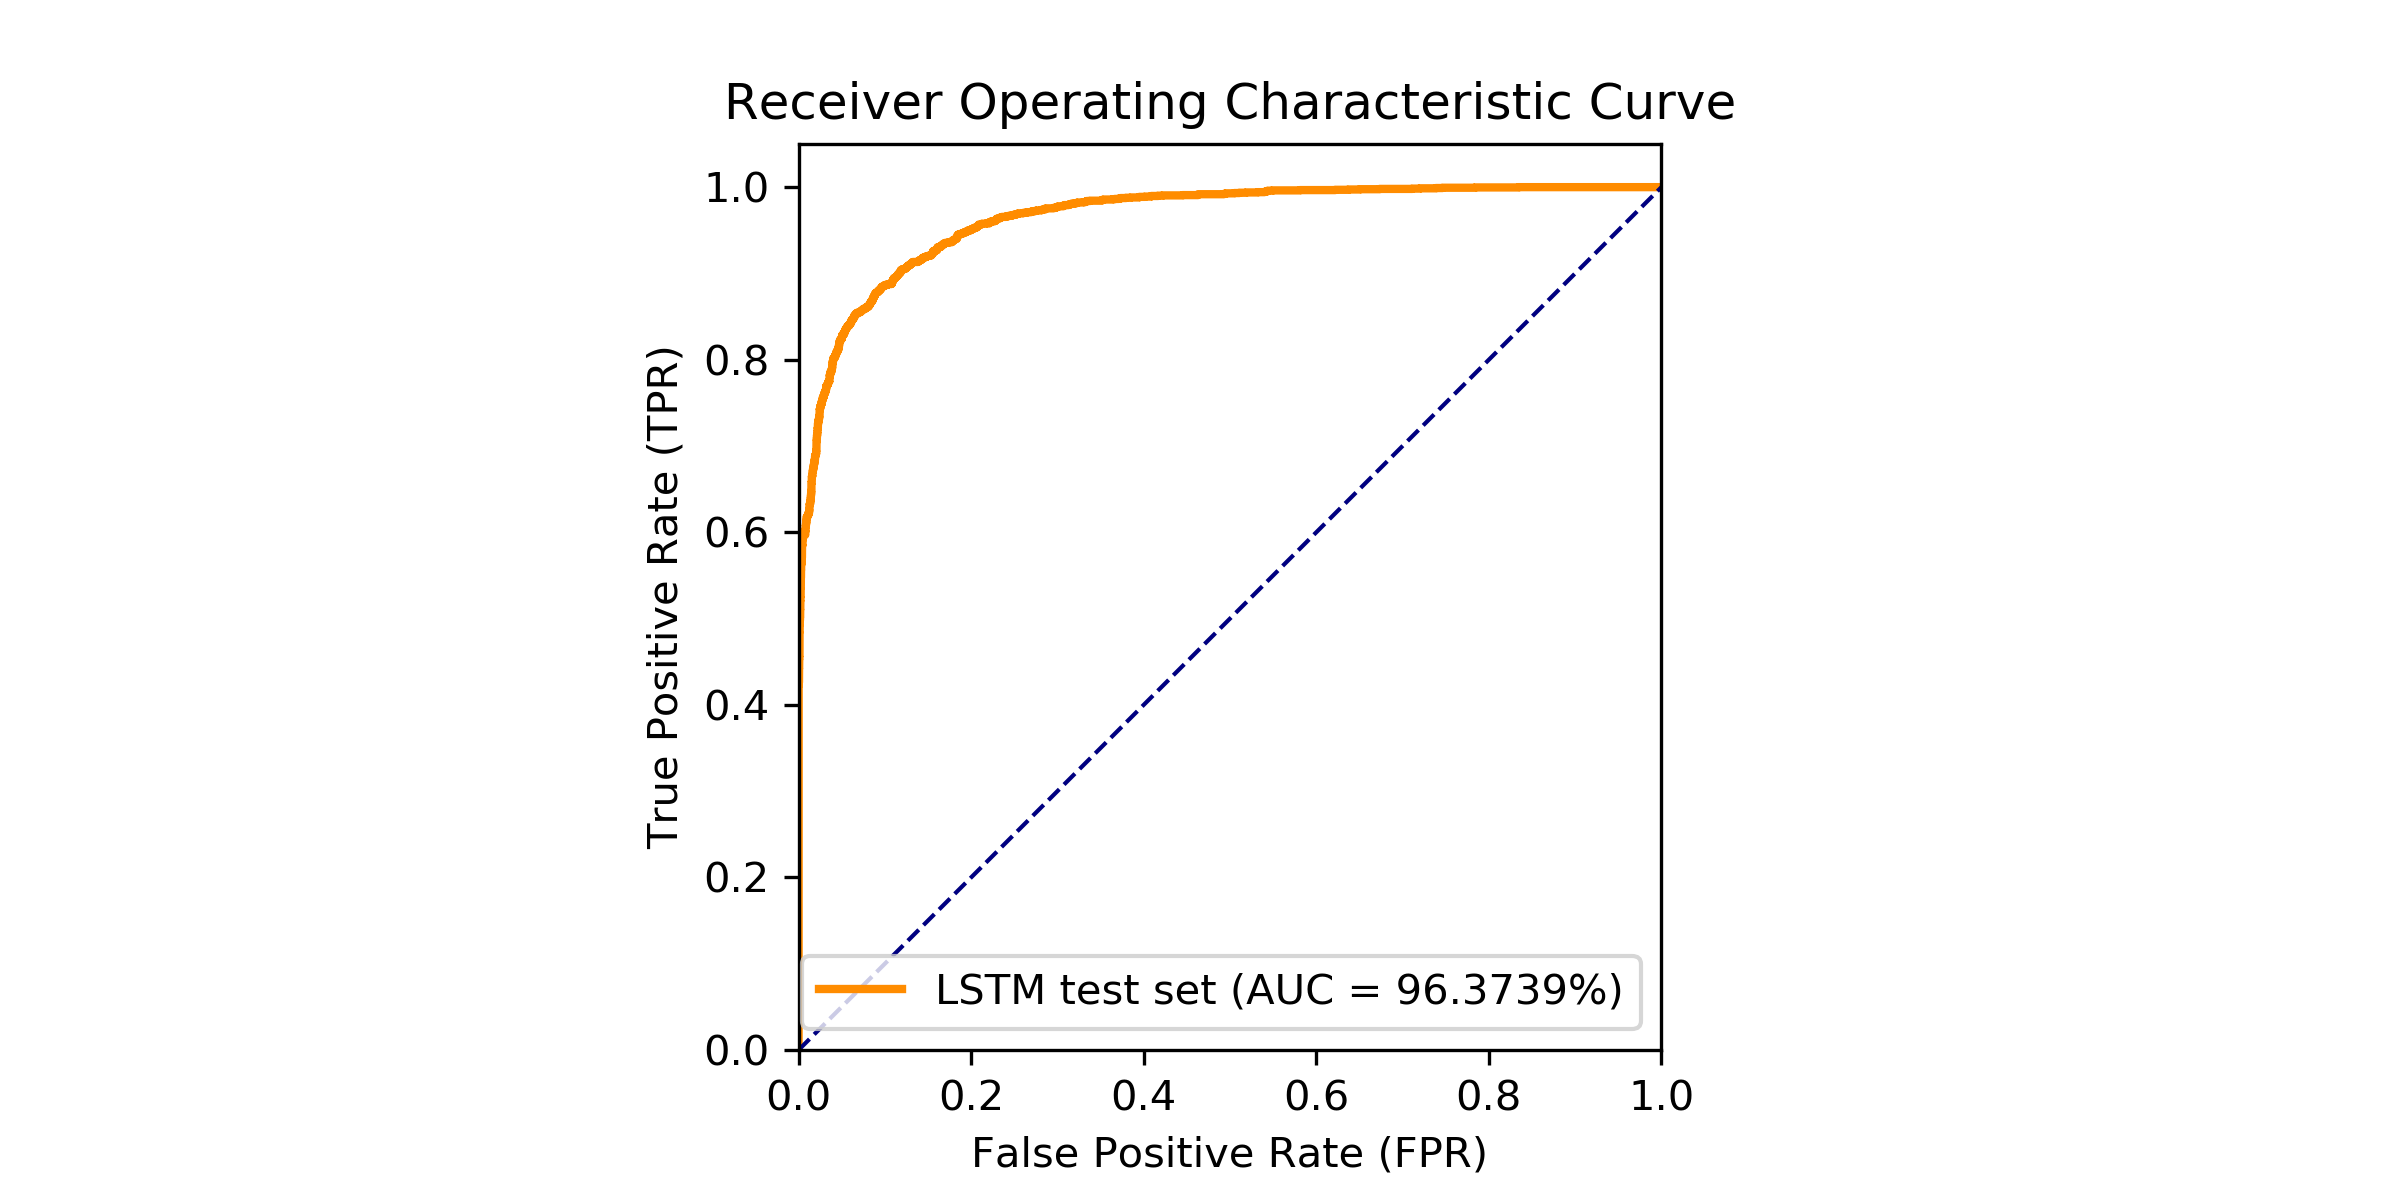 Receiver Operating Characteristic Curve
True Positive Rate (TPR)
1.0
0.8
0.6
0.4
0.2
0.0
LSTM test set (AUC = 96.3739%)
0.0 0.2 0.4 0.6 0.8 1.0
False Positive Rate (FPR)